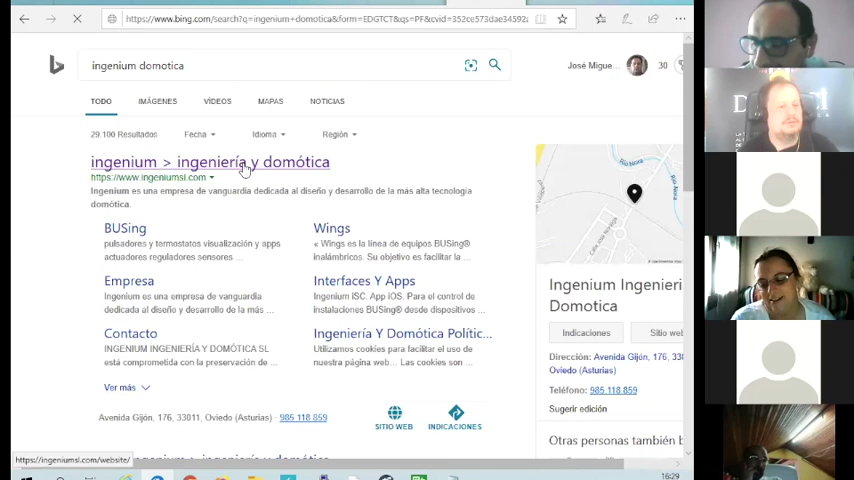 https://www.bing.com/search?q=ingenium+domotica&form=EDGTCT&qs=PF&cvid=352ce573dae34592a
ingenium domotica
José Migue...
30
TODO
IMÁGENES
VÍDEOS
MAPAS
NOTICIAS
29.100 Resultados
Fecha
Idioma
Región
ingenium > ingeniería y domótica
https://www.ingeniumsl.com
Ingenium es una empresa de vanguardia dedicada al diseño y desarrollo de la más alta tecnología
domótica.
BUSing
pulsadores y termostatos visualización y apps
actuadores reguladores sensores ...
Wings
« Wings es la línea de equipos BUSing®
inalámbricos. Su objetivo es facilitar la ...
Empresa
Ingenium es una empresa de vanguardia
dedicada al diseño y desarrollo de la más ...
Interfaces Y Apps
Ingenium ISC. App iOS. Para el control de
instalaciones BUSing® desde dispositivos ...
Contacto
INGENIUM INGENIERÍA Y DOMÓTICA SL
está comprometida con la preservación de ...
Ingeniería Y Domótica Polític...
Utilizamos cookies para facilitar el uso de
nuestra página web... Las cookies son ...
Ver más
Avenida Gijón, 176, 33011, Oviedo (Asturias) · 985 118 859
SITIO WEB
INDICACIONES
Río Nora
Río Nora
Ingenium Ingenieri
Domotica
Indicaciones
Sitio web
Dirección: Avenida Gijón, 176, 33
Oviedo (Asturias)
Teléfono: 985 118 859
Sugerir edición
Otras personas también b
https://ingeniumsl.com/website/
16:29